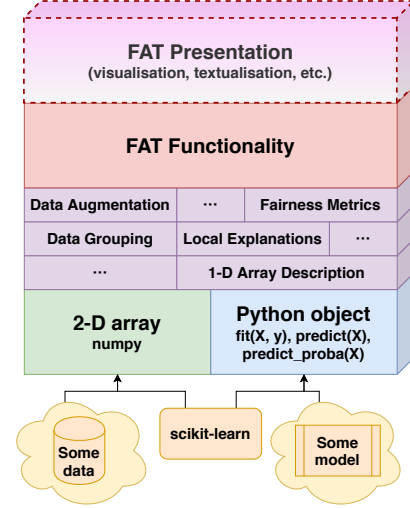 FAT Presentation
(visualisation, textualisation, etc.)
FAT Functionality
Data Augmentation ... Fairness Metrics
Data Grouping Local Explanations ...
... 1-D Array Description
2-D array
numpy
Python object
fit(X, y), predict(X),
predict_proba(X)
Some
data
scikit-learn
Some
model